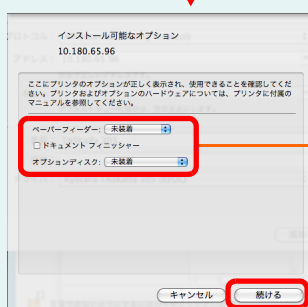 インストール可能なオプション
10.180.65.96
ここにプリンタのオプションが正しく表示され、使用できることを確認してくだ
さい。プリンタおよびオプションのハードウェアについては、プリンタに付属の
マニュアルを参照してください。
ペーパーフィーダー: 未装着
ドキュメント フィニッシャー
オプションディスク: 未装着
キャンセル
続ける